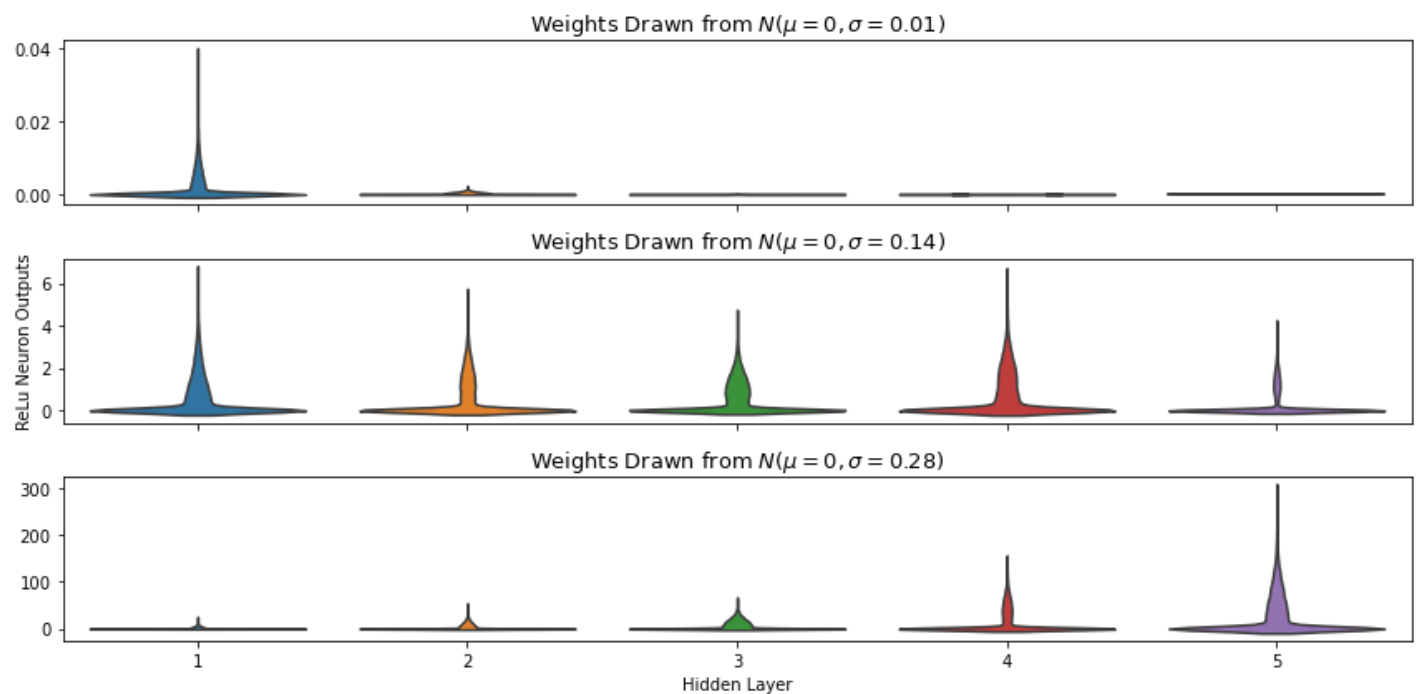 Weights Drawn from N(μ = 0, σ = 0.01)
0.04
0.02
0.00
Weights Drawn from N(μ = 0, σ = 0.14)
ReLu Neuron Outputs
6
4
2
0
Weights Drawn from N(μ = 0, σ = 0.28)
300
200
100
0
1 2 3 4 5
Hidden Layer